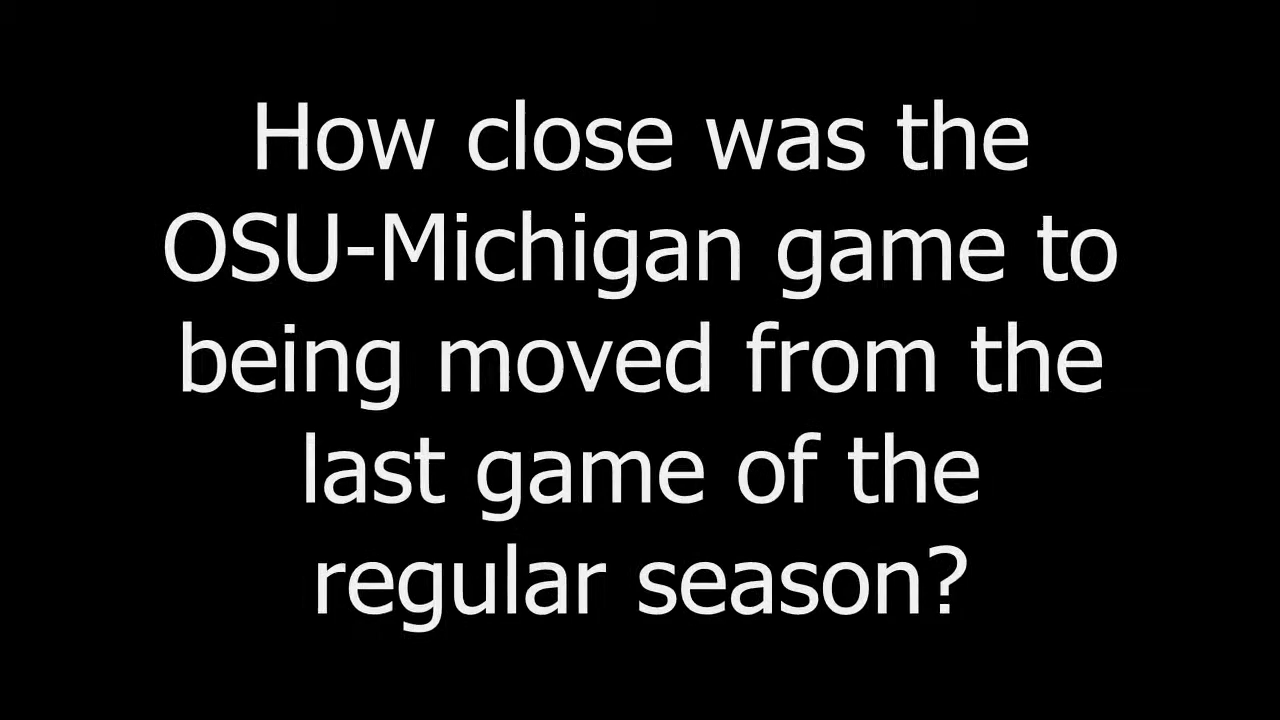 How close was the
OSU-Michigan game to
being moved from the
last game of the
regular season?